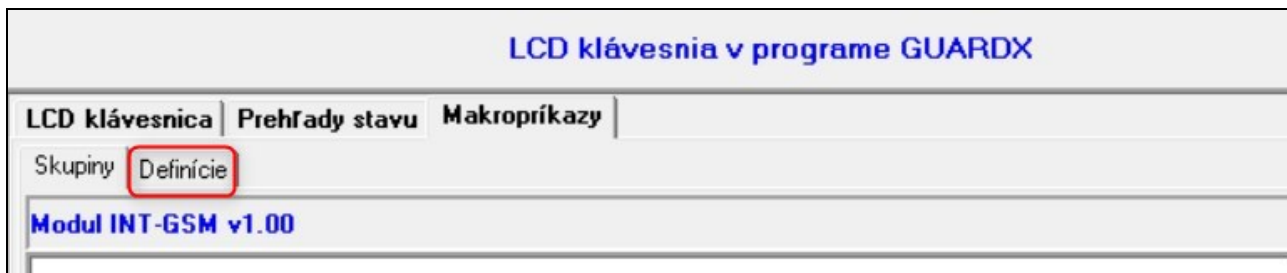 LCD klávesnia v programe GUARDX
LCD klávesnica Prehľady stavu Makropríkazy
Skupiny Definície
Modul INT-GSM v1.00